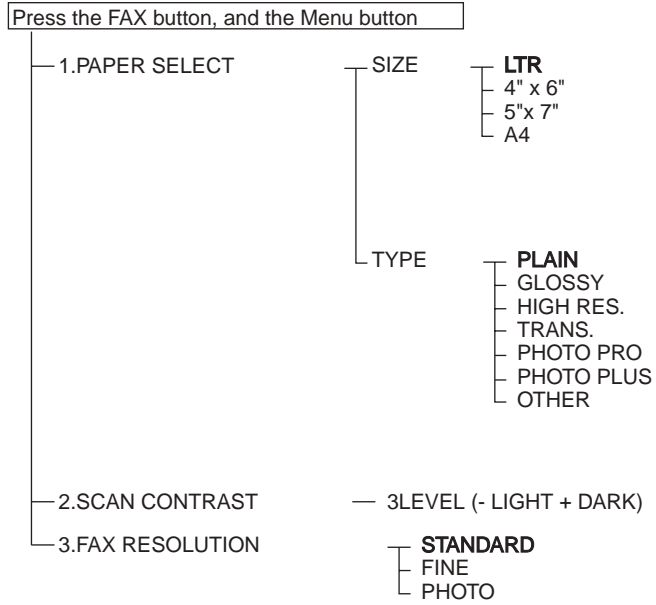 Press the FAX button, and the Menu button
1.PAPER SELECT SIZE LTR
4" x 6"
5"x 7"
A4
TYPE PLAIN
GLOSSY
HIGH RES.
TRANS.
PHOTO PRO
PHOTO PLUS
OTHER
2.SCAN CONTRAST 3LEVEL (- LIGHT + DARK)
3.FAX RESOLUTION STANDARD
FINE
PHOTO